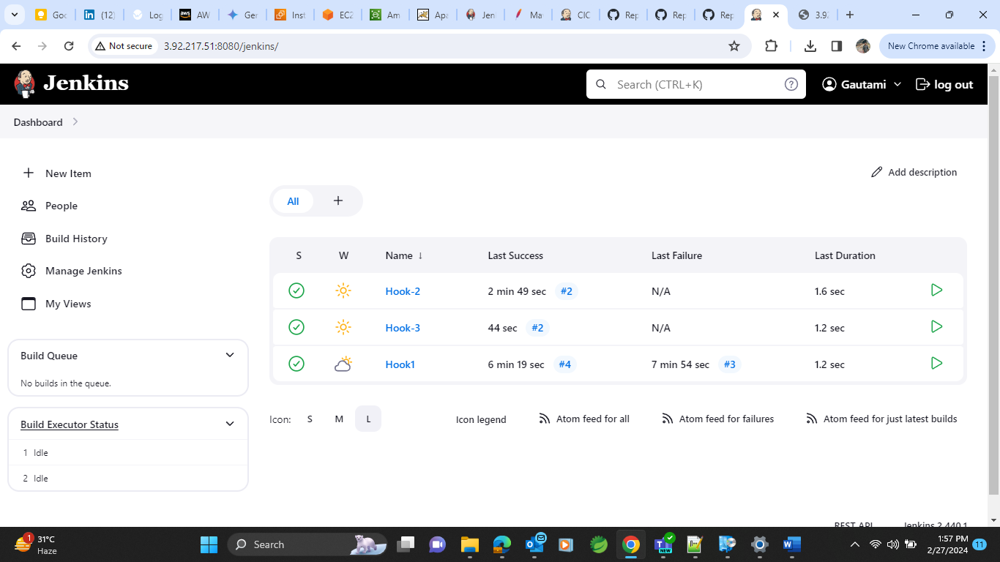 Goo
(12)
Log
AW
Ger
Inst
EC2
Am
Apa
Jen
Ma
CIC
Rep
Rep
Rep
3.92
Not secure
3.92.217.51:8080/jenkins/
New Chrome available
Jenkins
Search (CTRL+K)
Gautami
log out
Dashboard
New Item
Add description
People
All
Build History
Manage Jenkins
My Views
S W Name ↓ Last Success Last Failure Last Duration
Hook-2 2 min 49 sec #2 N/A 1.6 sec
Hook-3 44 sec #2 N/A 1.2 sec
Hook1 6 min 19 sec #4 7 min 54 sec #3 1.2 sec
Build Queue
No builds in the queue.
Build Executor Status
1 Idle
2 Idle
Icon: S M L
Icon legend
Atom feed for all
Atom feed for failures
Atom feed for just latest builds
REST API
Jenkins 2.440.1
1
31°C
Haze
Search
NEW
1:57 PM
2/27/2024
11